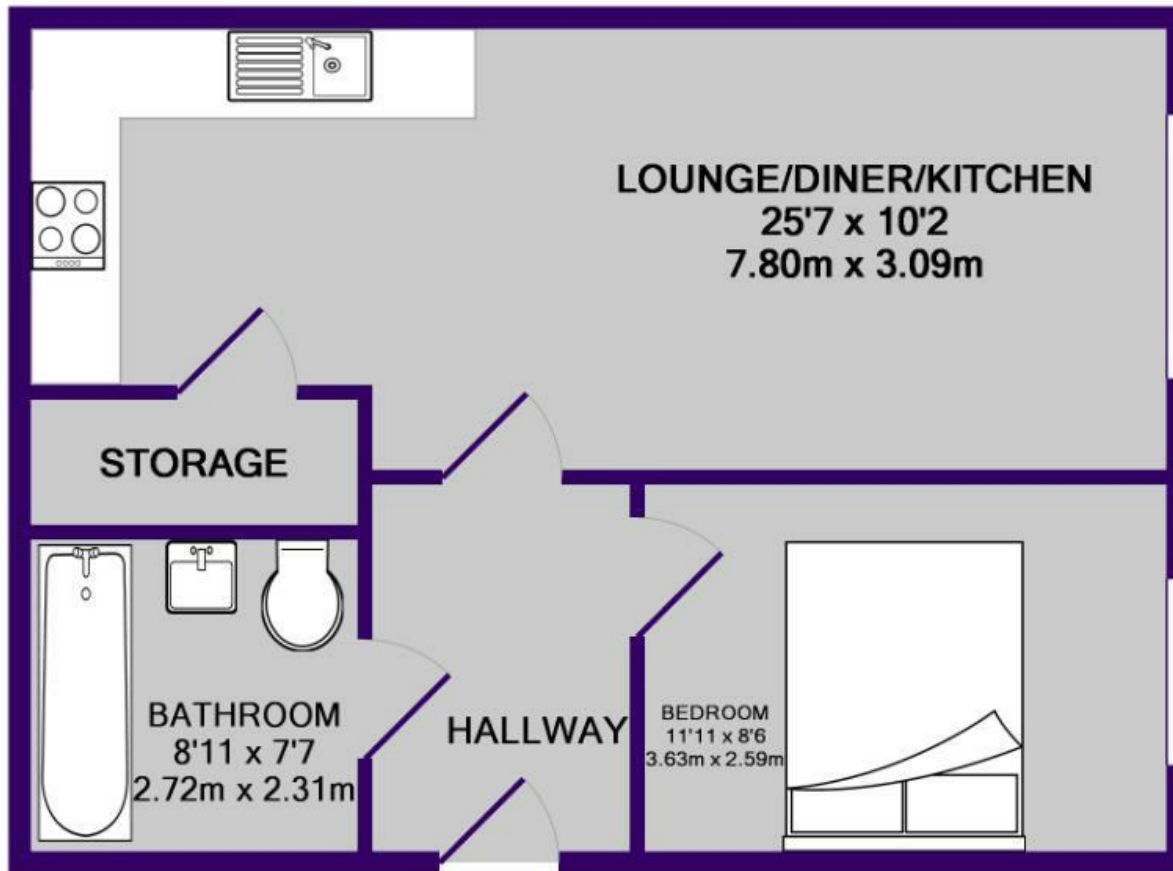 LOUNGE/DINER/KITCHEN
25'7 x 10'2
7.80m x 3.09m
STORAGE
BATHROOM
8'11 x 7'7
2.72m x 2.31m
HALLWAY
BEDROOM
11'11 x 8'6
3.63m x 2.59m